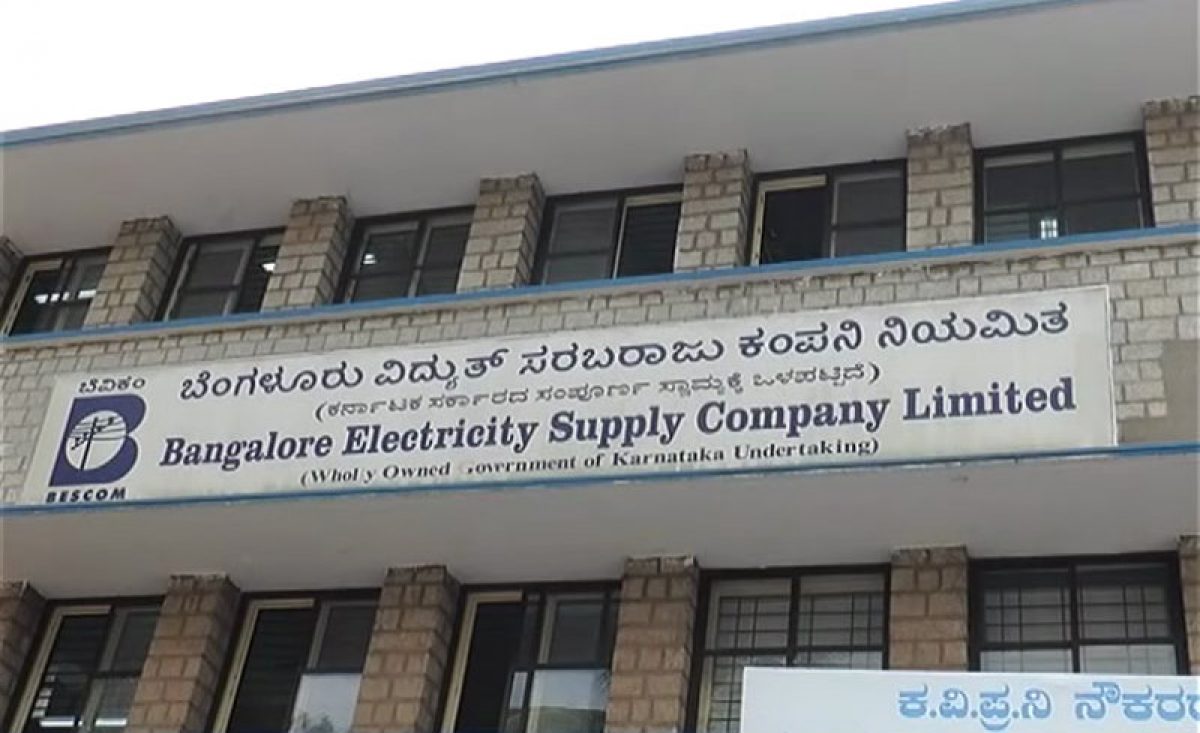 ಬೆವಿಕಂ
BESCOM
ಬೆಂಗಳೂರು ವಿದ್ಯುತ್ ಸರಬರಾಜು ಕಂಪನಿ ನಿಯಮಿತ
(ಕರ್ನಾಟಕ ಸರ್ಕಾರದ ಸಂಪೂರ್ಣ ಸ್ವಾಮ್ಯಕ್ಕೆ ಒಳಪಟ್ಟಿದೆ)
Bangalore Electricity Supply Company Limited
(Wholly Owned Government of Karnataka Undertaking)
ಕ.ವಿ.ಪ್ರ.ನಿ ನೌಕರರ